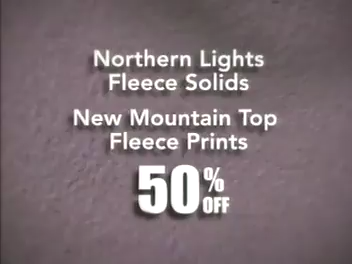 Northern Lights
Fleece Solids
New Mountain Top
Fleece Prints
50% OFF